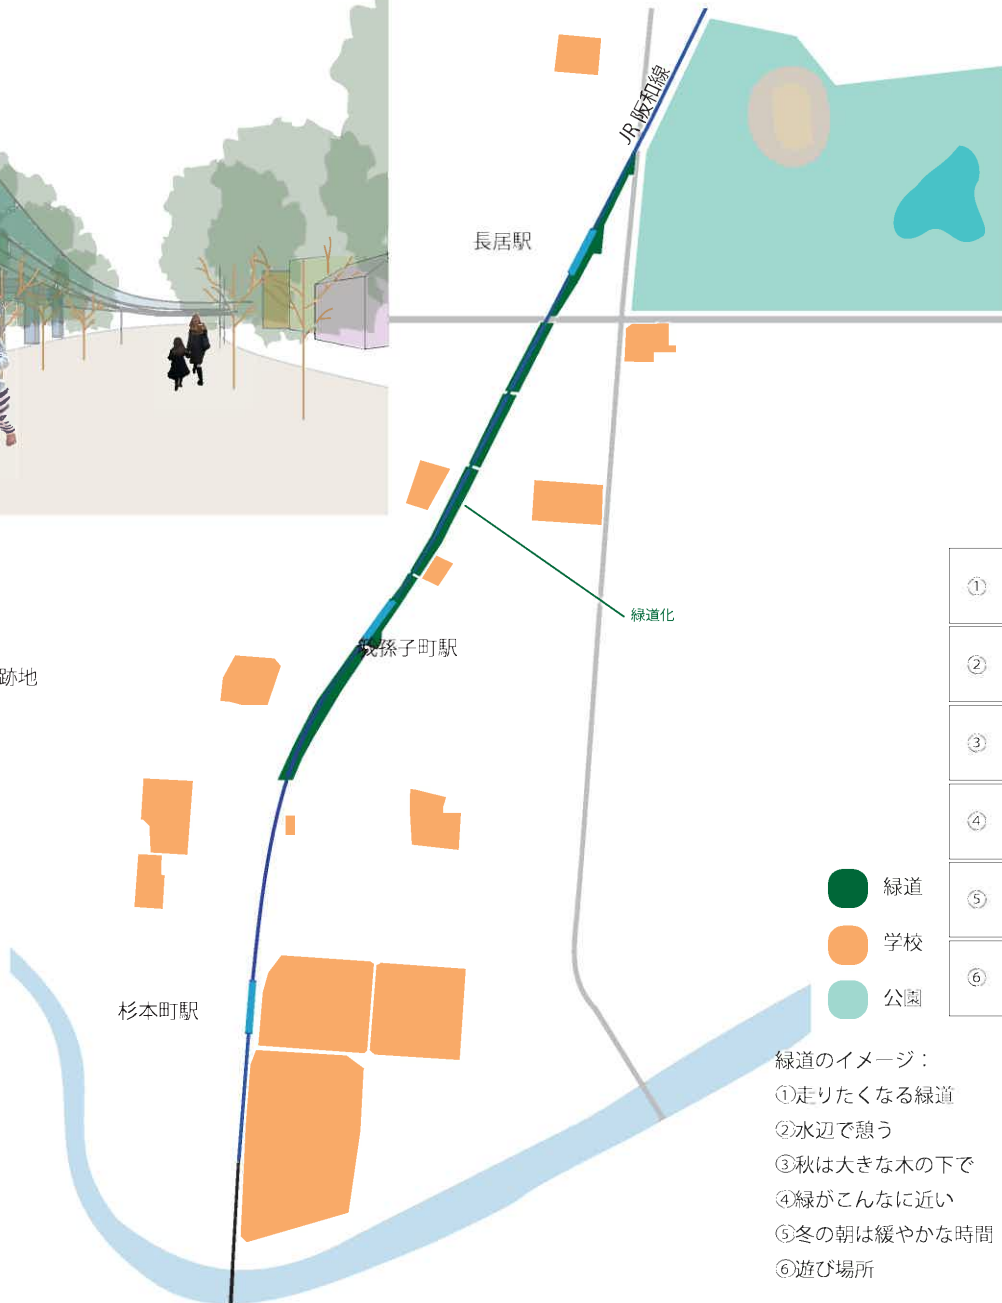 JR 阪和線
長居駅
緑道化
我孫子町駅
跡地
①
②
③
④
⑤
⑥
緑道
学校
公園
杉本町駅
緑道のイメージ：
①走りたくなる緑道
②水辺で憩う
③秋は大きな木の下で
④緑がこんなに近い
⑤冬の朝は緩やかな時間
⑥遊び場所